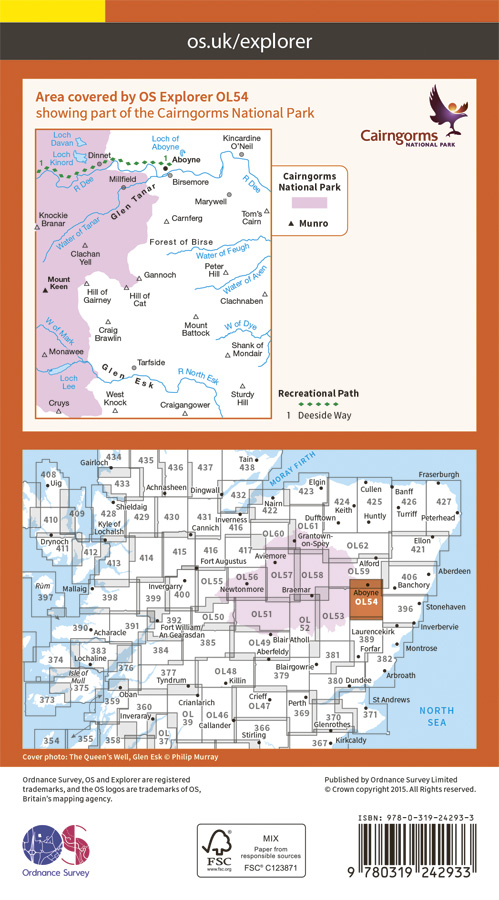 os.uk/explorer
Area covered by OS Explorer OL54
showing part of the Cairngorms National Park
Cairngorms
NATIONAL PARK
Loch
Davan
Loch
Kinord
Dinnet
1
R Dee
Millfield
Loch of
Aboyne
1
Aboyne
Birsemore
Kincardine
O'Neil
R Dee
Glen Tanar
Marywell
Knockie
Branar
Water of Tanar
Carnferg
Tom's
Cairn
Clachan
Yell
Forest of Birse
Water of Feugh
Mount
Keen
Gannoch
Peter
Hill
Water of Aven
Hill of
Gairney
Hill of
Cat
Clachnaben
Craig
Brawlin
Mount
Battock
W of Dye
W of Mark
Monawee
Shank of
Mondair
Tarfside
Loch
Lee
Glen Esk
R North Esk
Cruys
West
Knock
Craigangower
Sturdy
Hill
Cairngorms
National Park
Munro
Recreational Path
1 Deeside Way
434
435
436
437
Tain
438
MORAY FIRTH
Gairloch
408
Uig
433
Achnasheen
Dingwall
432
Nairn
423
Elgin
Cullen
424
425
Banff
426
Fraserburgh
427
Peterhead
409
428
Shieldaig
429
430
431
Inverness
422
Dufftown
Keith
Huntly
Turriff
410
Kyle of
Lochalsh
Cannich
OL61
Drynoch
411
412
413
414
415
416
417
OL60
Grantown-
on-Spey
OL62
Ellon
421
Fort Augustus
Aviemore
Alford
Aberdeen
OL55
OL56
OL57
OL58
OL59
406
Rùm
397
Mallaig
398
399
Invergarry
400
Newtonmore
Braemar
Aboyne
OL54
Banchory
396
Stonehaven
392
OL50
OL51
OL
52
OL53
390
Acharacle
Fort William/
An Gearasdan
Laurencekirk
389
Inverbervie
383
Lochaline
384
385
OL49
Blair Atholl
Forfar
Montrose
374
376
Aberfeldy
381
382
Isle of
Mull
375
377
OL48
Blairgowrie
Arbroath
Tyndrum
Killin
379
380
Dundee
373
359
Oban
Crianlarich
Crieff
OL47
Perth
St Andrews
360
Inveraray
OL
39
OL46
369
370
371
NORTH
SEA
354
355
358
OL
37
Callander
366
Glenrothes
Stirling
367
Kirkcaldy
Cover photo: The Queen's Well, Glen Esk © Philip Murray
Ordnance Survey, OS and Explorer are registered
trademarks, and the OS logos are trademarks of OS,
Britain's mapping agency.
Published by Ordnance Survey Limited
© Crown copyright 2015. All rights reserved.
OS
Ordnance Survey
FSC
www.fsc.org
MIX
Paper from
responsible sources
FSC® C123871
ISBN: 978-0-319-24293-3
9 780319 242933